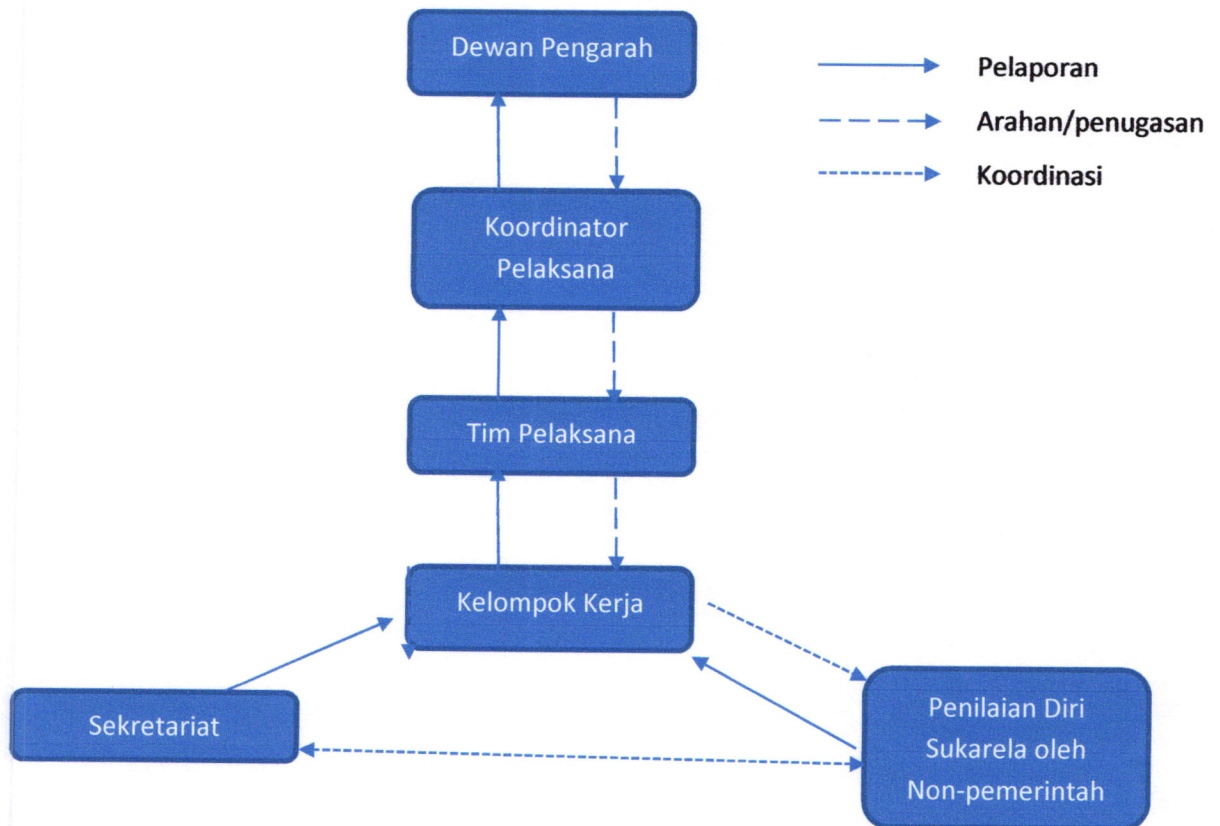 Dewan Pengarah
Pelaporan
Arahan/penugasan
Koordinasi
Koordinator
Pelaksana
Tim Pelaksana
Kelompok Kerja
Sekretariat
Penilaian Diri
Sukarela oleh
Non-pemerintah